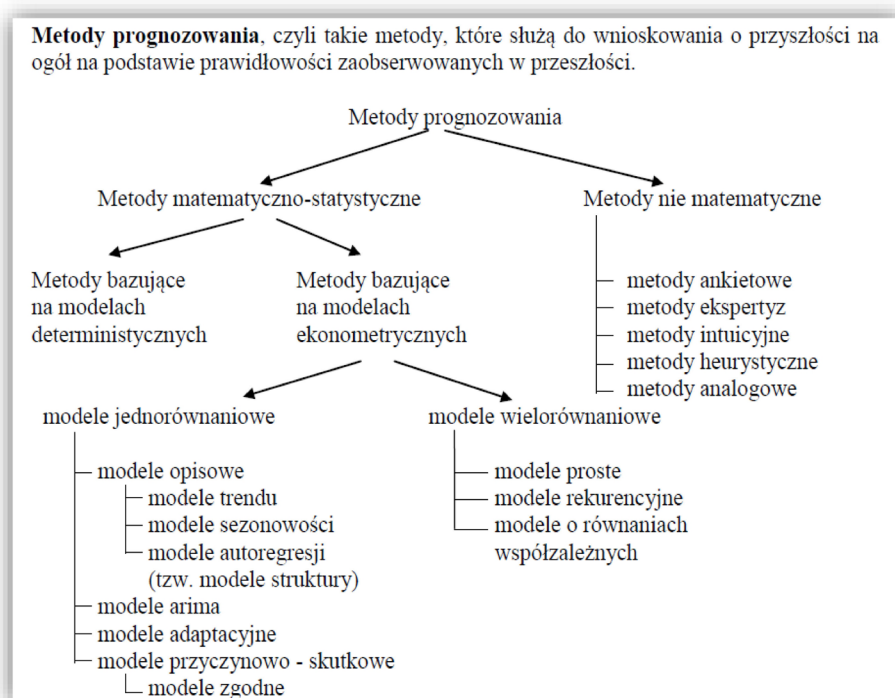 Metody prognozowania, czyli takie metody, które służą do wnioskowania o przyszłości na
ogół na podstawie prawidłowości zaobserwowanych w przeszłości.
Metody prognozowania
Metody matematyczno-statystyczne
Metody nie matematyczne
Metody bazujące
na modelach
deterministycznych
Metody bazujące
na modelach
ekonometrycznych
metody ankietowe
metody ekspertyz
metody intuicyjne
metody heurystyczne
metody analogowe
modele jednorównaniowe
modele opisowe
modele trendu
modele sezonowości
modele autoregresji
(tzw. modele struktury)
modele arima
modele adaptacyjne
modele przyczynowo - skutkowe
modele zgodne
modele wielorównaniowe
modele proste
modele rekurencyjne
modele o równaniach
współzależnych